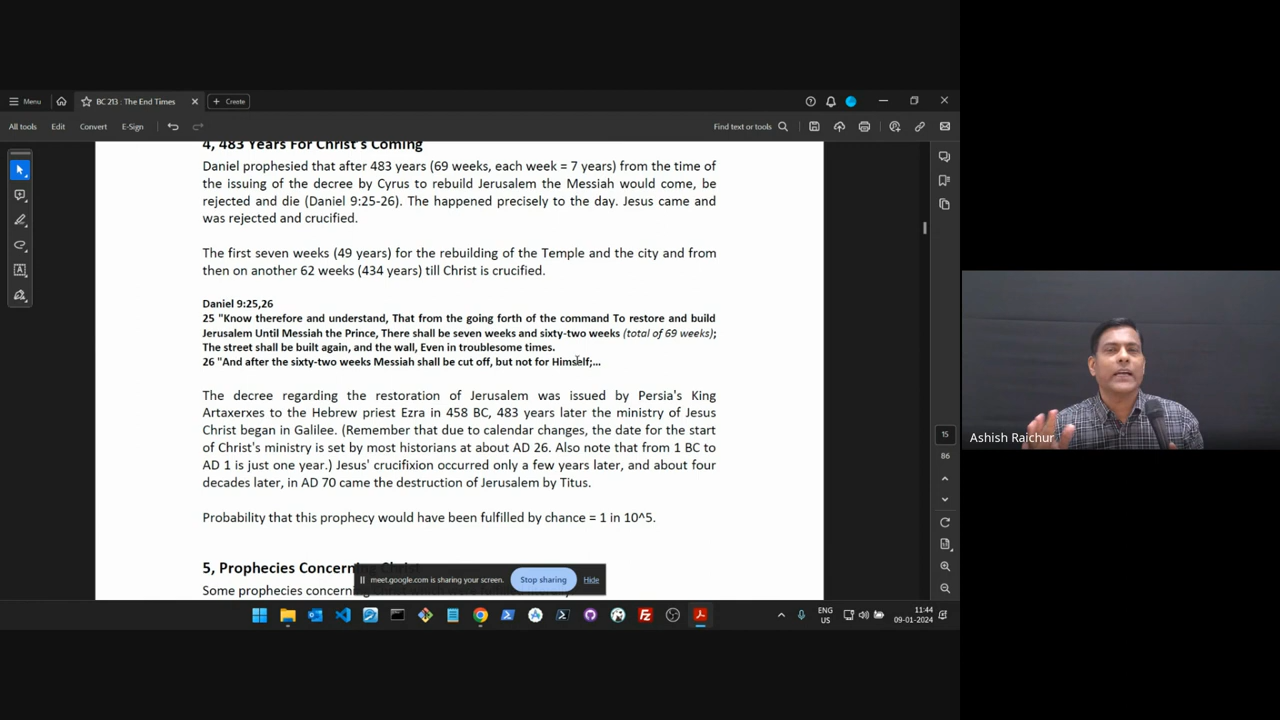 Menu
BC 213 : The End Times
Create
All tools
Edit
Convert
E-Sign
Find text or tools
4, 483 Years For Christ's Coming
Daniel prophesied that after 483 years (69 weeks, each week = 7 years) from the time of
the issuing of the decree by Cyrus to rebuild Jerusalem the Messiah would come, be
rejected and die (Daniel 9:25-26). The happened precisely to the day. Jesus came and
was rejected and crucified.
The first seven weeks (49 years) for the rebuilding of the Temple and the city and from
then on another 62 weeks (434 years) till Christ is crucified.
Daniel 9:25,26
25 "Know therefore and understand, That from the going forth of the command To restore and build
Jerusalem Until Messiah the Prince, There shall be seven weeks and sixty-two weeks (total of 69 weeks);
The street shall be built again, and the wall, Even in troublesome times.
26 "And after the sixty-two weeks Messiah shall be cut off, but not for Himself;...
The decree regarding the restoration of Jerusalem was issued by Persia's King
Artaxerxes to the Hebrew priest Ezra in 458 BC, 483 years later the ministry of Jesus
Christ began in Galilee. (Remember that due to calendar changes, the date for the start
of Christ's ministry is set by most historians at about AD 26. Also note that from 1 BC to
AD 1 is just one year.) Jesus' crucifixion occurred only a few years later, and about four
decades later, in AD 70 came the destruction of Jerusalem by Titus.
Probability that this prophecy would have been fulfilled by chance = 1 in 10^5.
5, Prophecies Concerning Christ
Some prophecies concerning
meet.google.com is sharing your screen.
Stop sharing
Hide
15
86
Ashish Raichur
ENG
US
11:44
09-01-2024